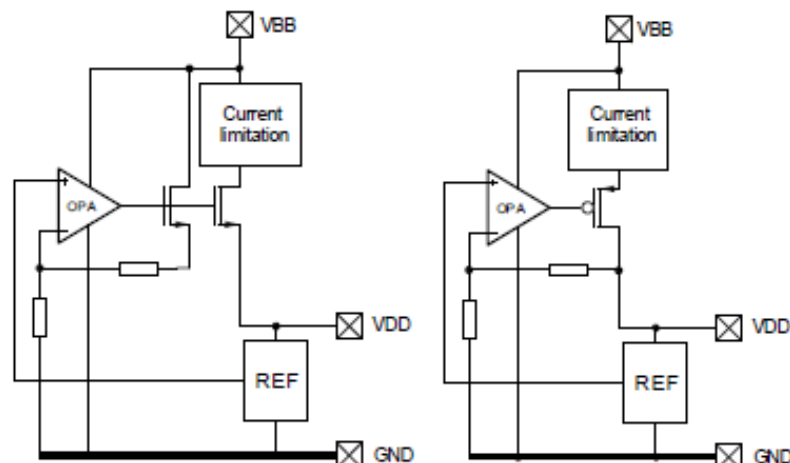 VBB
Current
limitation
+
OPA
−
VDD
REF
GND
VBB
Current
limitation
+
OPA
−
VDD
REF
GND